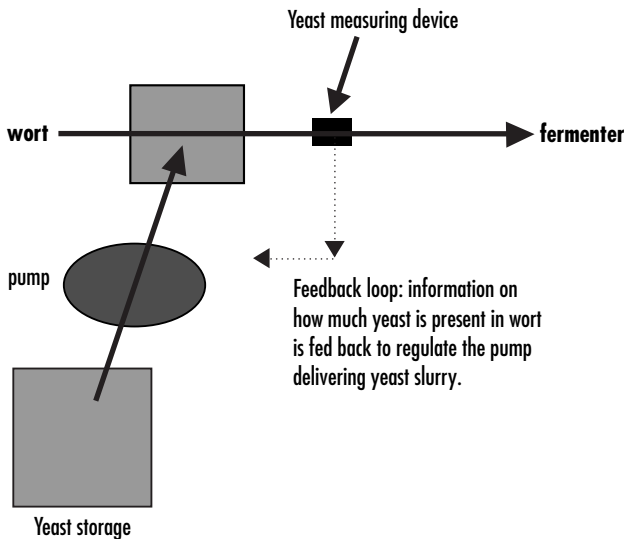 Yeast measuring device
wort
fermenter
pump
Feedback loop: information on
how much yeast is present in wort
is fed back to regulate the pump
delivering yeast slurry.
Yeast storage